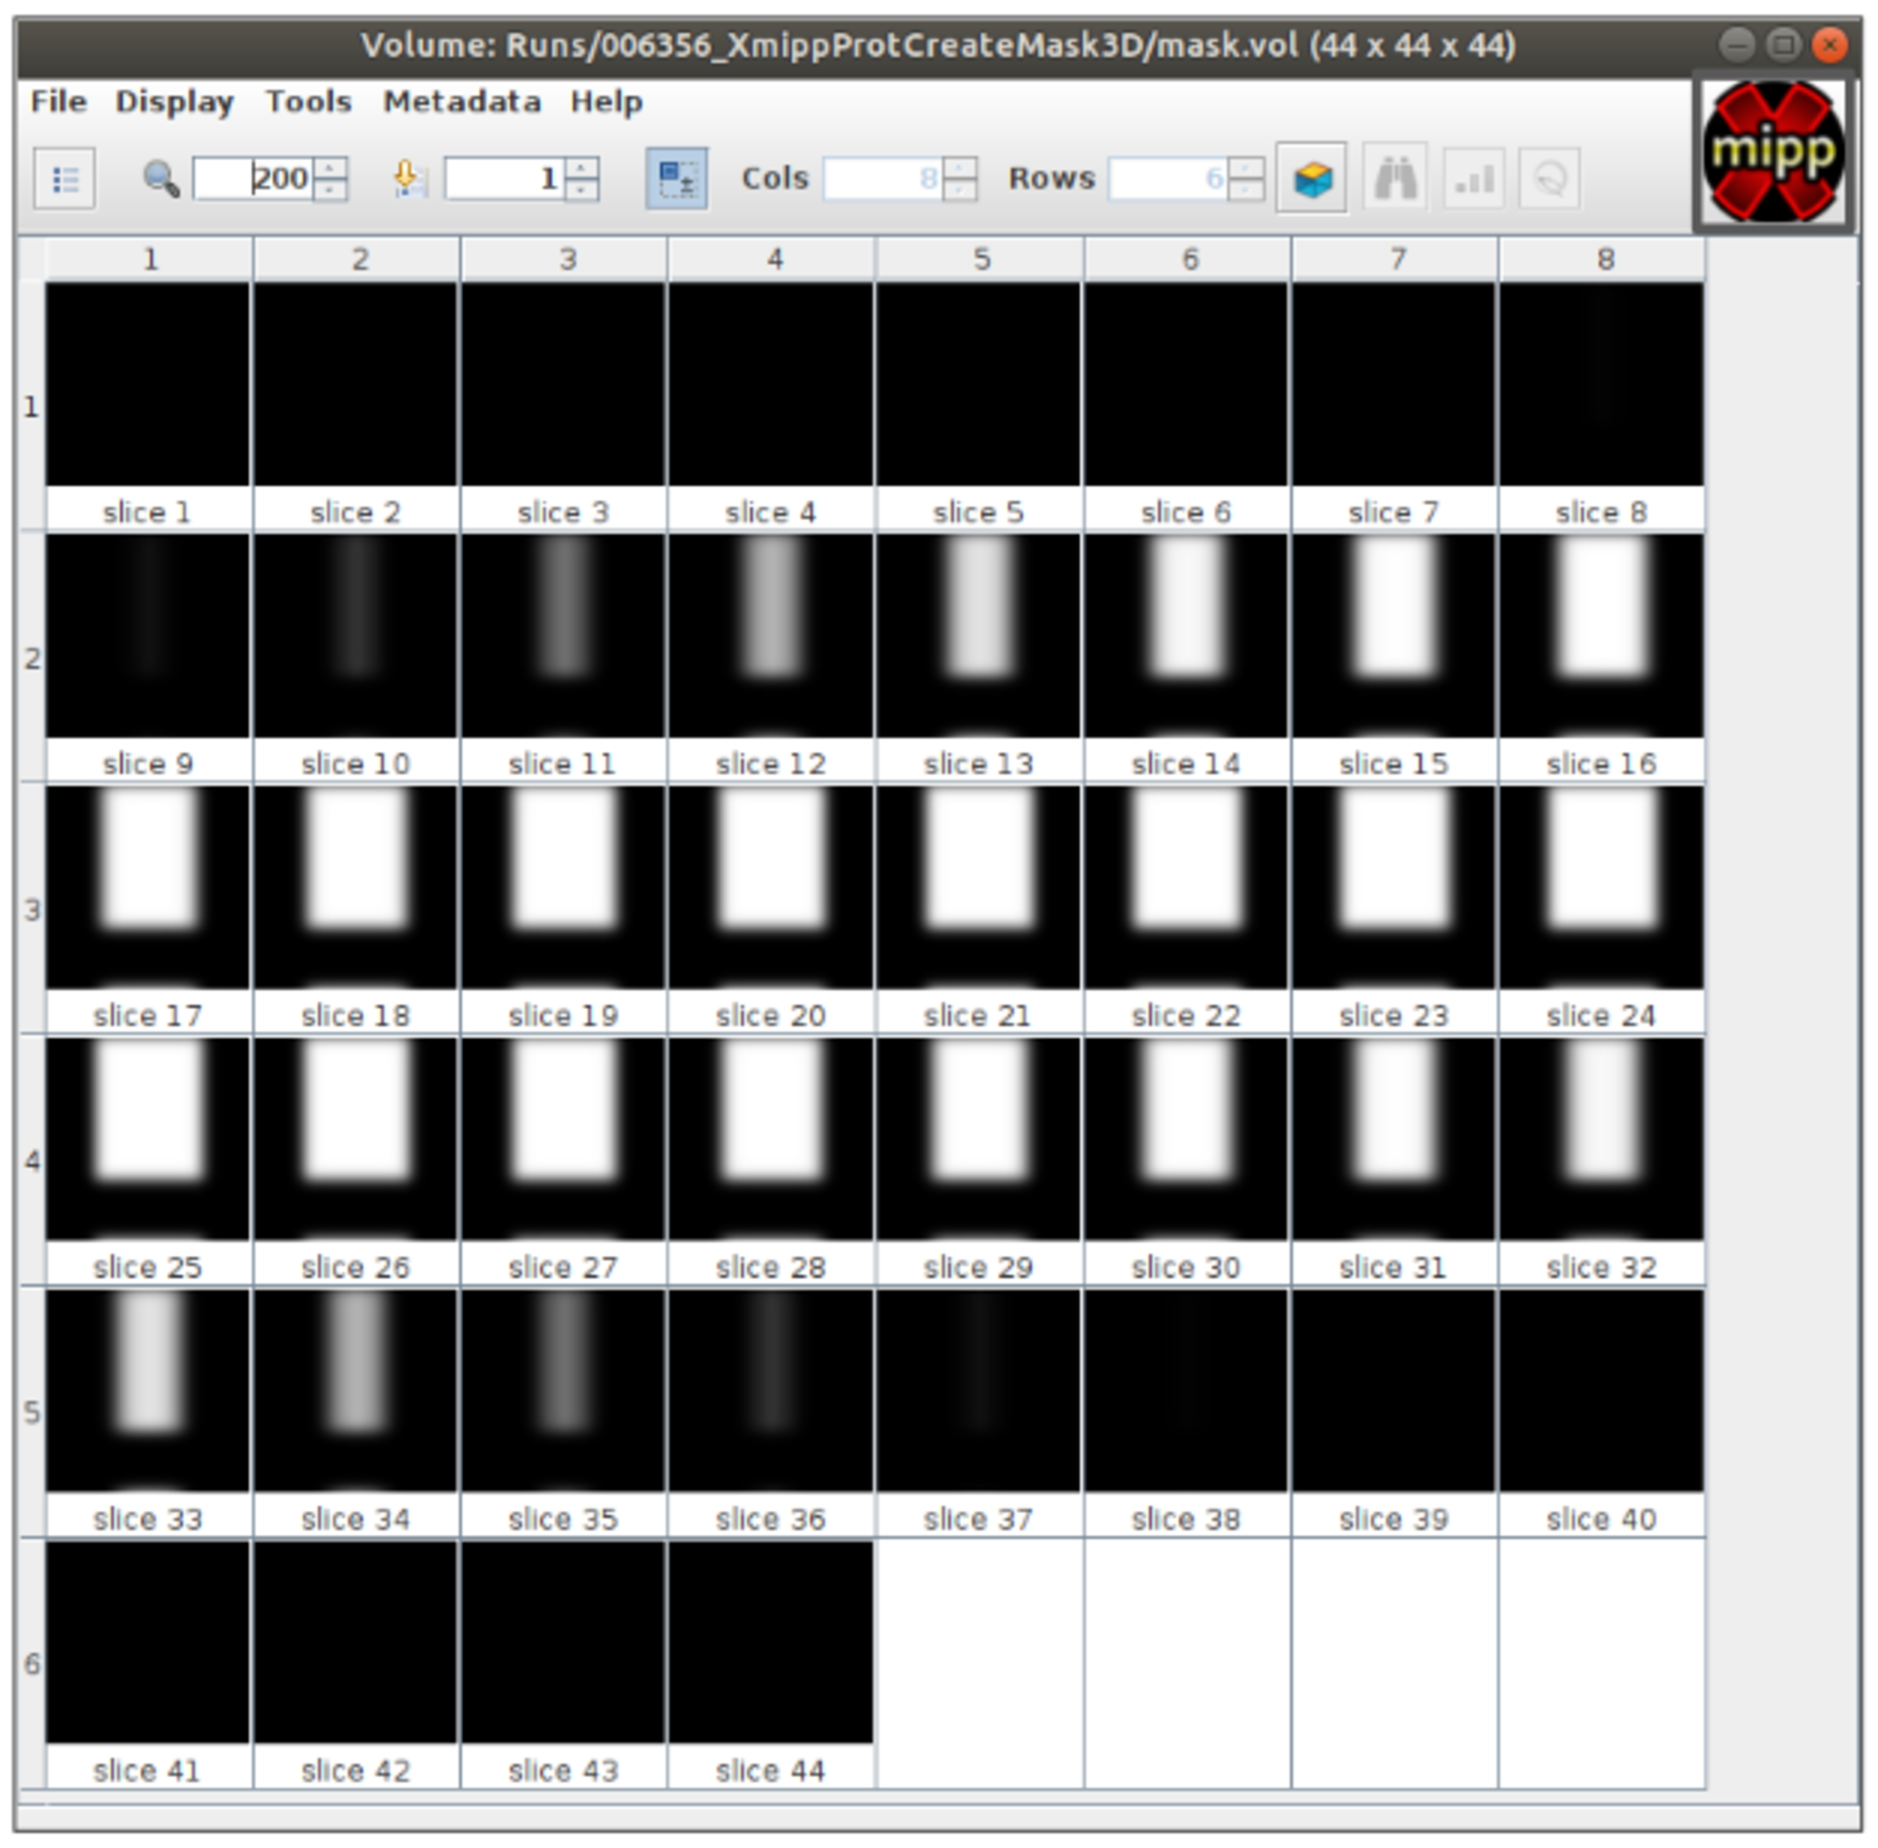 Volume: Runs/006356_XmippProtCreateMask3D/mask.vol (44 x 44 x 44)
File Display Tools Metadata Help
200 1 Cols 8 Rows 6
mipp
1 2 3 4 5 6 7 8
1
slice 1 slice 2 slice 3 slice 4 slice 5 slice 6 slice 7 slice 8
2
slice 9 slice 10 slice 11 slice 12 slice 13 slice 14 slice 15 slice 16
3
slice 17 slice 18 slice 19 slice 20 slice 21 slice 22 slice 23 slice 24
4
slice 25 slice 26 slice 27 slice 28 slice 29 slice 30 slice 31 slice 32
5
slice 33 slice 34 slice 35 slice 36 slice 37 slice 38 slice 39 slice 40
6
slice 41 slice 42 slice 43 slice 44